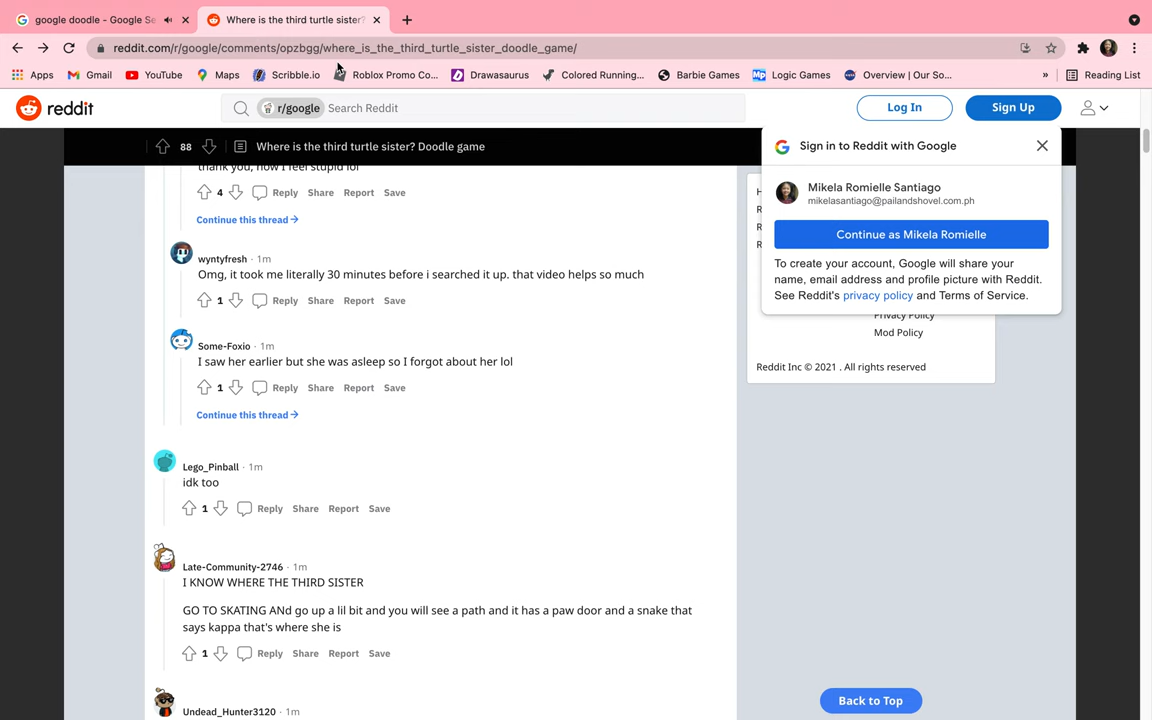 google doodle - Google Se
Where is the third turtle sister?
reddit.com/r/google/comments/opzbgg/where_is_the_third_turtle_sister_doodle_game/
Apps Gmail YouTube Maps Scribble.io Roblox Promo Co... Drawasaurus Colored Running... Barbie Games Logic Games Overview | Our So... » Reading List
reddit r/google Search Reddit Log In Sign Up
88 Where is the third turtle sister? Doodle game
thank you, now I feel stupid lol
4 Reply Share Report Save
Continue this thread →
wyntyfresh · 1m
Omg, it took me literally 30 minutes before i searched it up. that video helps so much
1 Reply Share Report Save
Some-Foxio · 1m
I saw her earlier but she was asleep so I forgot about her lol
1 Reply Share Report Save
Continue this thread →
Lego_Pinball · 1m
idk too
1 Reply Share Report Save
Late-Community-2746 · 1m
I KNOW WHERE THE THIRD SISTER
GO TO SKATING ANd go up a lil bit and you will see a path and it has a paw door and a snake that
says kappa that's where she is
1 Reply Share Report Save
Undead_Hunter3120 · 1m
Sign in to Reddit with Google
Mikela Romielle Santiago
mikelasantiago@pailandshovel.com.ph
Continue as Mikela Romielle
To create your account, Google will share your
name, email address and profile picture with Reddit.
See Reddit's privacy policy and Terms of Service.
Privacy Policy
Mod Policy
Reddit Inc © 2021 . All rights reserved
Back to Top